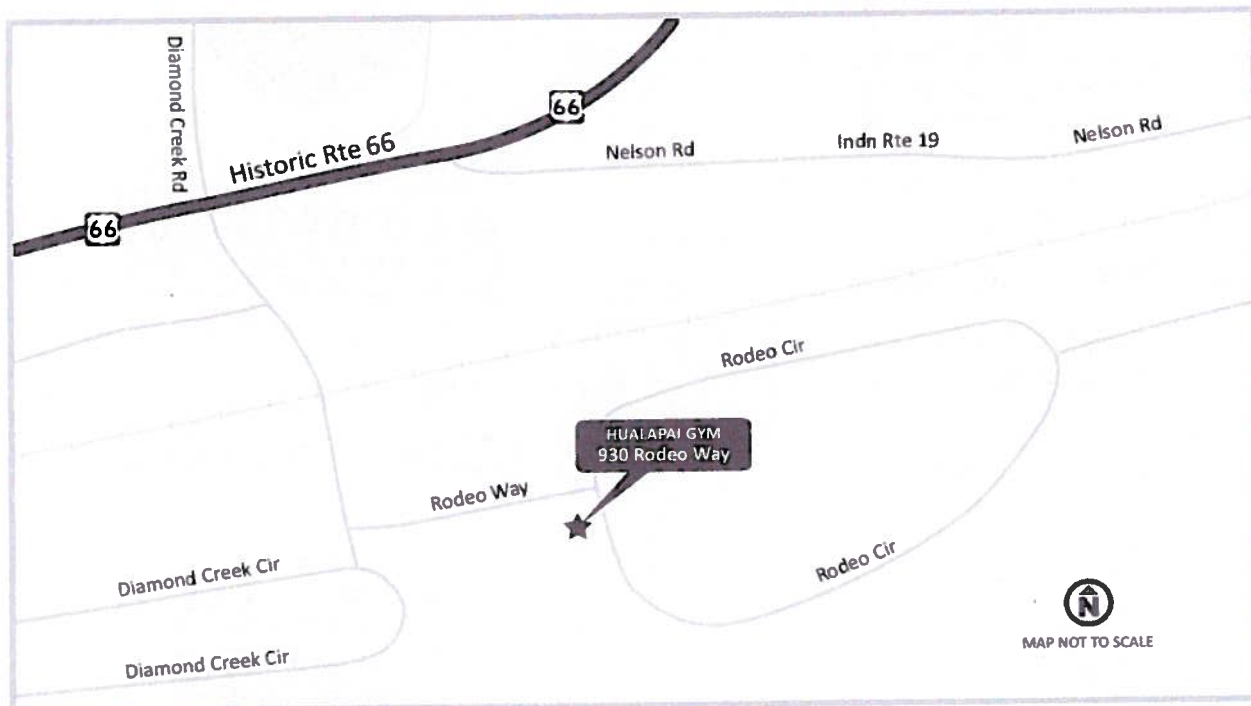 Diamond Creek Rd
66
Historic Rte 66
Nelson Rd
Indn Rte 19
Nelson Rd
66
Rodeo Cir
HUALAPAI GYM
930 Rodeo Way
Rodeo Way
Rodeo Cir
Diamond Creek Cir
Diamond Creek Cir
N
MAP NOT TO SCALE